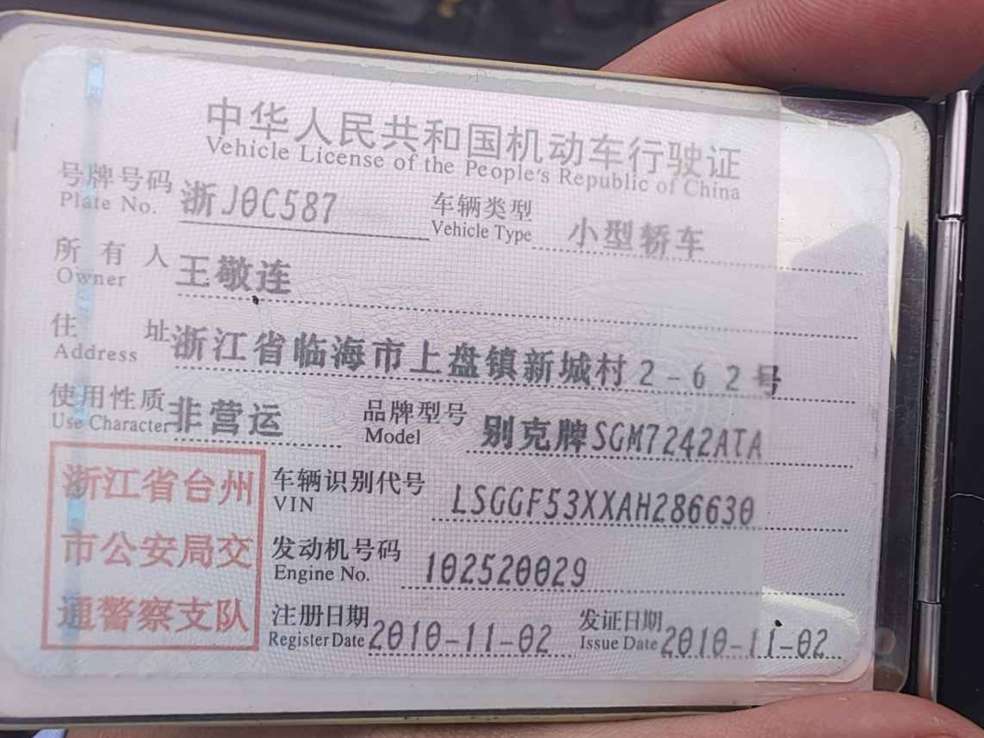 中华人民共和国机动车行驶证
Vehicle License of the People's Republic of China
号牌号码 浙J0C587 车辆类型 小型轿车
Plate No. Vehicle Type
所有人 王敬连
Owner
住址 浙江省临海市上盘镇新城村2-62号
Address
使用性质 非营运 品牌型号 别克牌SGM7242ATA
Use Character Model
浙江省台州
市公安局交
通警察支队
车辆识别代号 LSGGF53XXAH286630
VIN
发动机号码 102520029
Engine No.
注册日期 2010-11-02 发证日期 2010-11-02
Register Date Issue Date